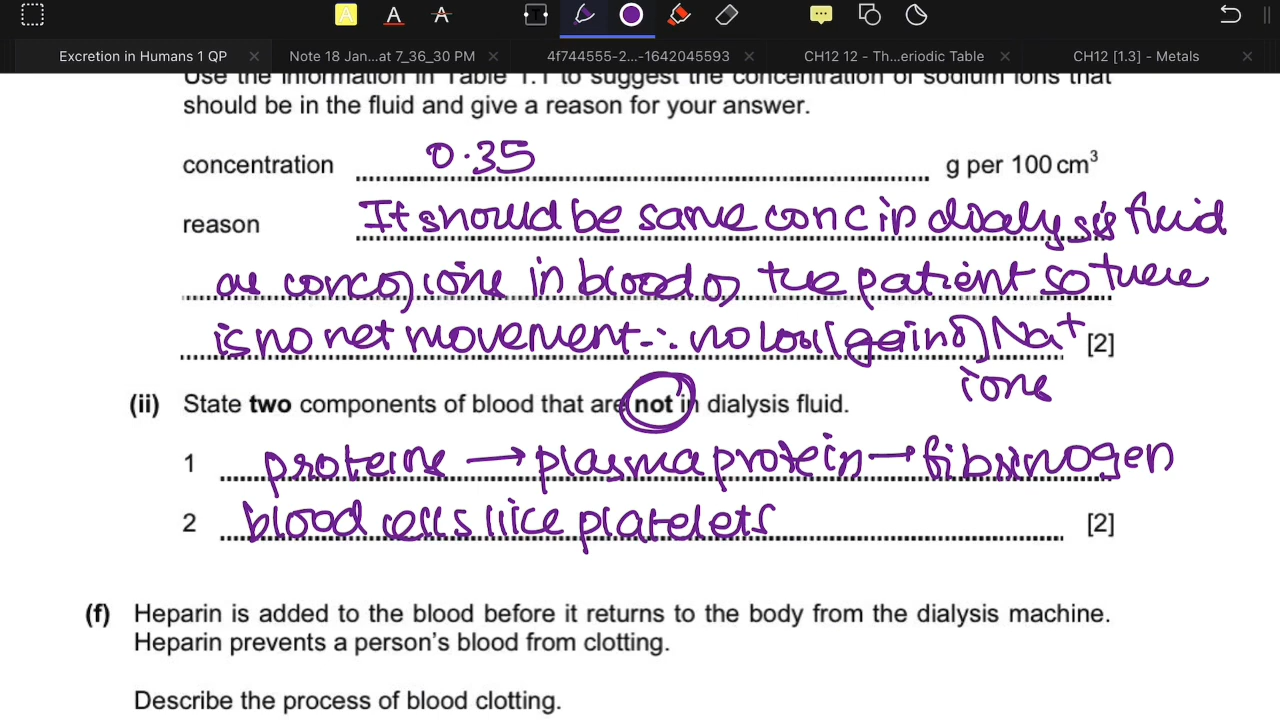 Excretion in Humans 1 QP
Note 18 Jan...at 7_36_30 PM
4f744555-2...-1642045593
CH12 12 - Th...eriodic Table
CH12 [1.3] - Metals
Use the information in Table 1.1 to suggest the concentration of sodium ions that
should be in the fluid and give a reason for your answer.
concentration 0.35 g per 100 cm³
reason It should be same conc in dialysis fluid
as conc of ions in blood of the patient so there
is no net movement ∴ no loss/gain of Na⁺ [2]
ions
(ii) State two components of blood that are not in dialysis fluid.
1 proteins → plasma protein → fibrinogen
2 blood cells like platelets [2]
(f) Heparin is added to the blood before it returns to the body from the dialysis machine.
Heparin prevents a person's blood from clotting.
Describe the process of blood clotting.